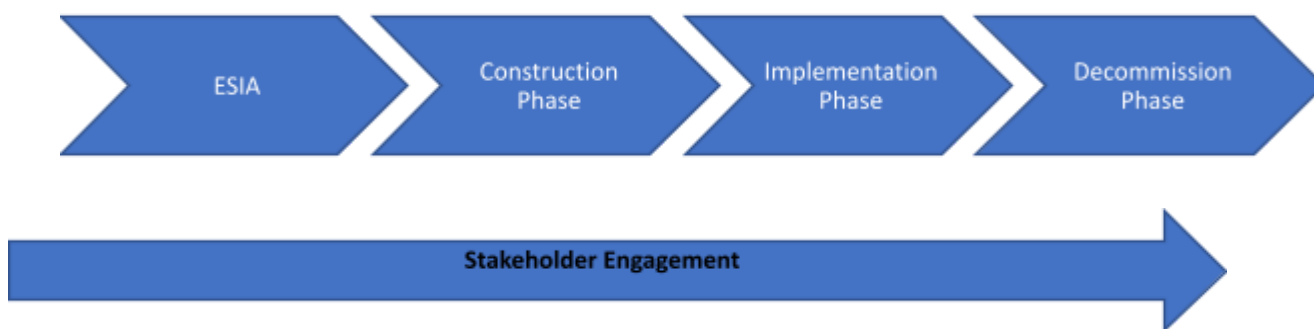 ESIA
Construction
Phase
Implementation
Phase
Decommission
Phase
Stakeholder Engagement